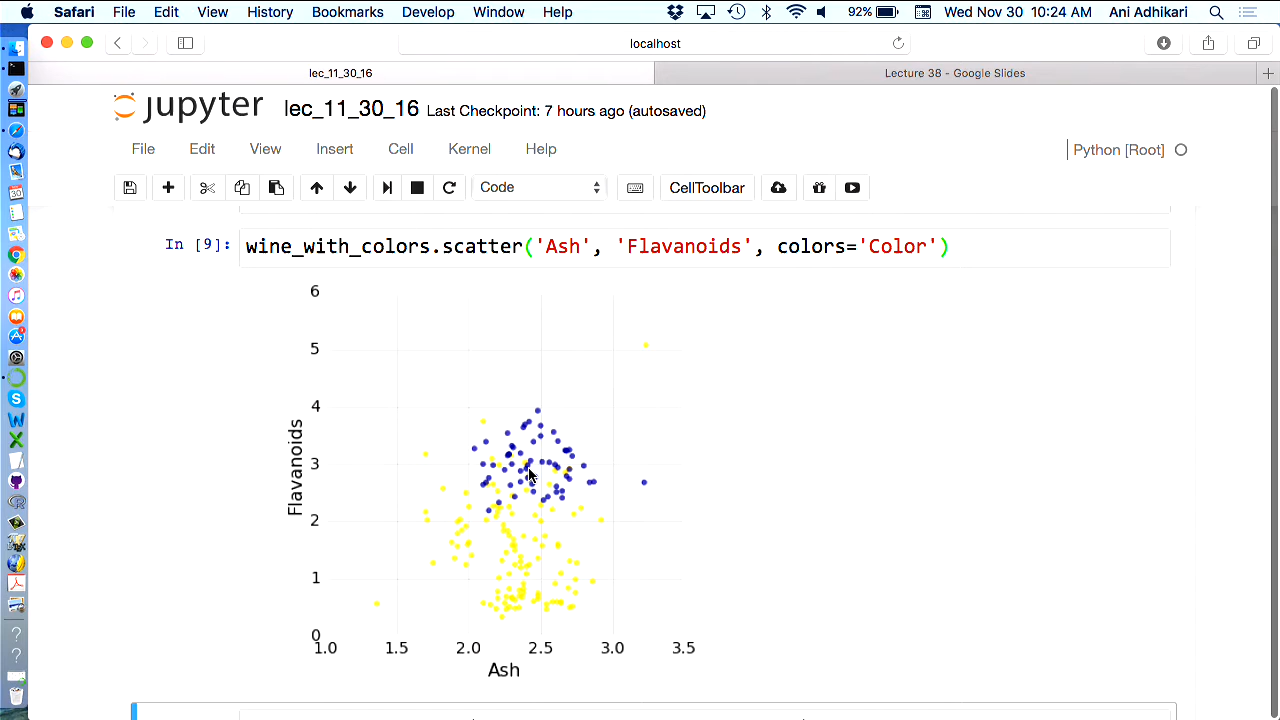 Safari File Edit View History Bookmarks Develop Window Help 92% Wed Nov 30 10:24 AM Ani Adhikari
localhost
lec_11_30_16 Lecture 38 - Google Slides
jupyter lec_11_30_16 Last Checkpoint: 7 hours ago (autosaved)
File Edit View Insert Cell Kernel Help Python [Root]
Code CellToolbar
In [9]: wine_with_colors.scatter('Ash', 'Flavanoids', colors='Color')
6
5
4
3
2
1
0
Flavanoids
1.0 1.5 2.0 2.5 3.0 3.5
Ash